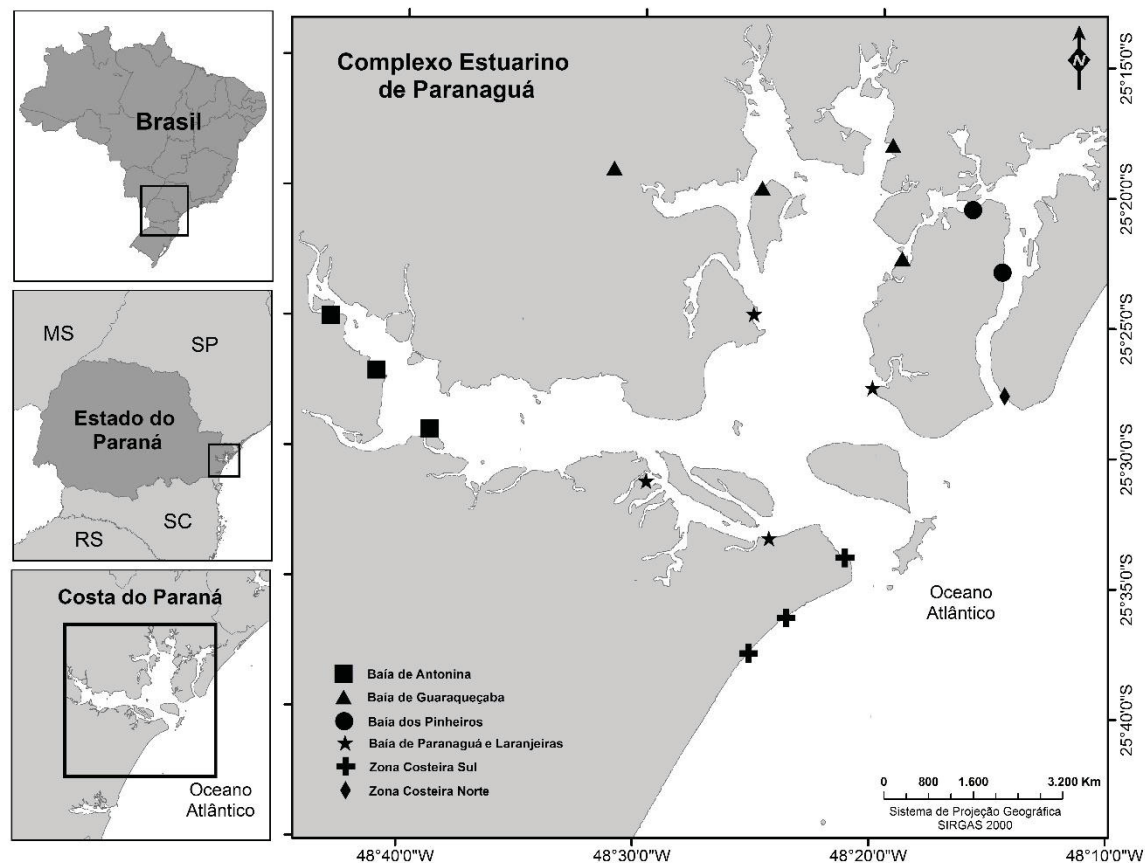 Brasil
MS
SP
Estado do
Paraná
SC
RS
Costa do Paraná
Oceano
Atlântico
48°40'0"W
48°30'0"W
48°20'0"W
48°10'0"W
Complexo Estuarino
de Paranaguá
N
25°15'0"S
25°20'0"S
25°25'0"S
25°30'0"S
25°35'0"S
25°40'0"S
Oceano
Atlântico
Baía de Antonina
Baía de Guaraqueçaba
Baía dos Pinheiros
Baía de Paranaguá e Laranjeiras
Zona Costeira Sul
Zona Costeira Norte
0 800 1.600 3.200 Km
Sistema de Projeção Geográfica
SIRGAS 2000